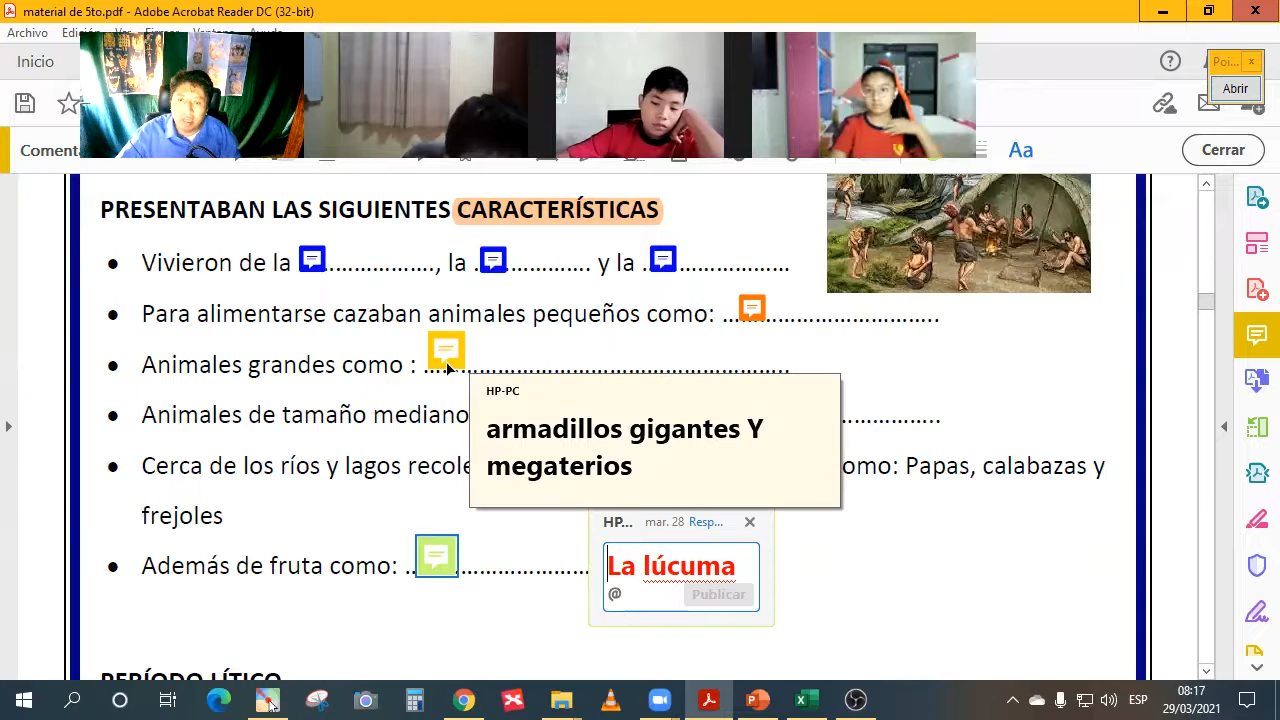 material de 5to.pdf - Adobe Acrobat Reader DC (32-bit)
Archivo
Inicio
Poi...
Abrir
Comenta
Aa
Cerrar
PRESENTABAN LAS SIGUIENTES CARACTERÍSTICAS
• Vivieron de la ................, la .............. y la ..................
• Para alimentarse cazaban animales pequeños como: ..............................
• Animales grandes como : ..................................................
HP-PC
armadillos gigantes Y
megaterios
• Animales de tamaño mediano ..............
• Cerca de los ríos y lagos recole omo: Papas, calabazas y
frejoles
HP... mar. 28 Resp...
• Además de fruta como: ......................
La lúcuma
@ Publicar
PERÍODO LÍTICO
ESP
08:17
29/03/2021